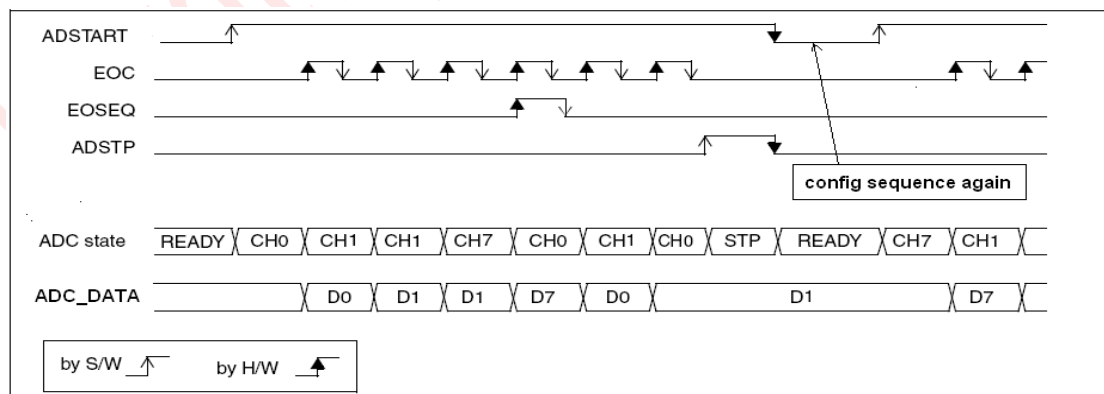 ADSTART
EOC
EOSEQ
ADSTP
config sequence again
ADC state READY CH0 CH1 CH1 CH7 CH0 CH1 CH0 STP READY CH7 CH1
ADC_DATA D0 D1 D1 D7 D0 D1 D7
by S/W by H/W